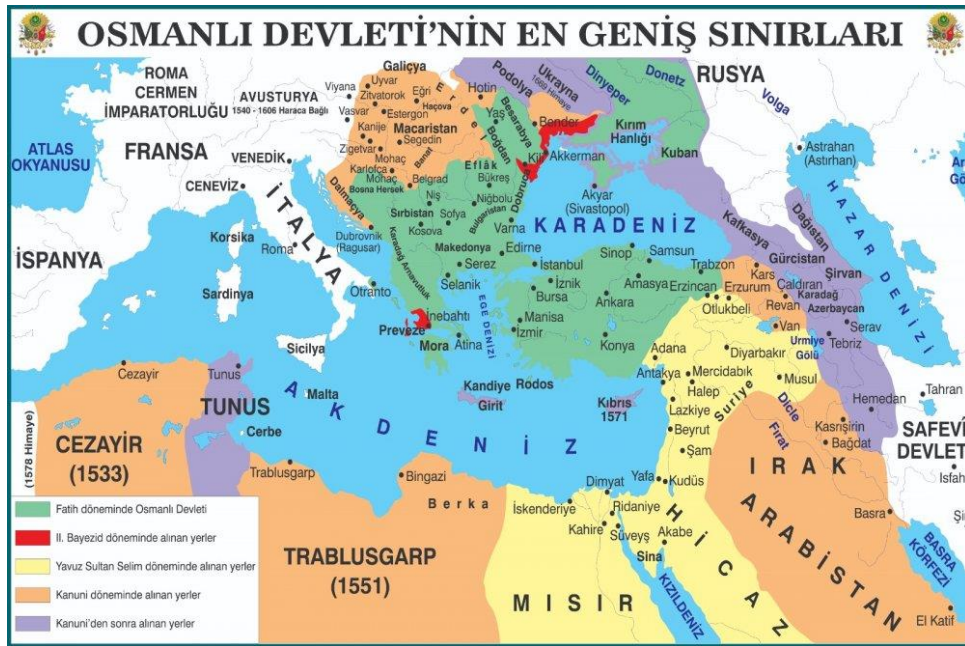 OSMANLI DEVLETİ'NİN EN GENİŞ SINIRLARI
ROMA
CERMEN
İMPARATORLUĞU
AVUSTURYA
1540 - 1606 Haraca Bağlı
FRANSA
ATLAS
OKYANUSU
İSPANYA
VENEDİK
CENEVİZ
İTALYA
Korsika
Roma
Sardinya
Otranto
Sicilya
Malta
Galiçya
Viyana
Uyvar
Zitvatorok
Eğri
Haçova
Vasvar
Estergon
Kanije
Macaristan
Segedin
Zigetvar
Mohaç
Banat
Karlofca
Mohaç
Belgrad
Bosna Hersek
Dalmaçya
Dubrovnik
(Ragusar)
Erdel
Hotin
Podolya
Ukrayna
1669 Himaye
Dinyeper
Donetz
RUSYA
Volga
Yaş
Besarabya
Boğdan
Bender
Kili
Akkerman
Kırım
Hanlığı
Kuban
Astrahan
(Astırhan)
Eflâk
Bükreş
Dobruca
Akyar
(Sivastopol)
Niş
Niğbolu
Sırbistan
Sofya
Bulgaristan
Kosova
Varna
KARADENİZ
HAZAR DENİZİ
Kafkasya
Dağıstan
Karadağ Arnavutluk
Makedonya
Edirne
Serez
İstanbul
Selanik
İznik
Bursa
Sinop
Samsun
Trabzon
Amasya
Erzincan
Erzurum
Otlukbeli
Ankara
Kars
Gürcistan
Şirvan
Çaldıran
Revan
Karadağ
Azerbaycan
Van
Serav
Urmiye
Gölü
Tebriz
EGE DENİZİ
İnebahtı
Preveze
Mora
Atina
Manisa
İzmir
Konya
Adana
Antakya
Mercidabık
Halep
Diyarbakır
Musul
Suriye
Dicle
Fırat
Lazkiye
Beyrut
Şam
Hemedan
Tahran
Kasrışirin
Bağdat
SAFEVİ
DEVLET
Isfah
Cezayir
Tunus
TUNUS
Cerbe
(1578 Himaye)
CEZAYİR
(1533)
AKDENİZ
Kandiye
Girit
Rodos
Kıbrıs
1571
Trablusgarp
Bingazi
Berka
TRABLUSGARP
(1551)
İskenderiye
Dimyat
Yafa
Kudüs
Ridaniye
Kahire
Süveyş
Akabe
Sina
MISIR
KIZILDENİZ
HİCAZ
IRAK
ARABİSTAN
Basra
BASRA
KÖRFEZİ
El Katif
Fatih döneminde Osmanlı Devleti
II. Bayezid döneminde alınan yerler
Yavuz Sultan Selim döneminde alınan yerler
Kanuni döneminde alınan yerler
Kanuni'den sonra alınan yerler